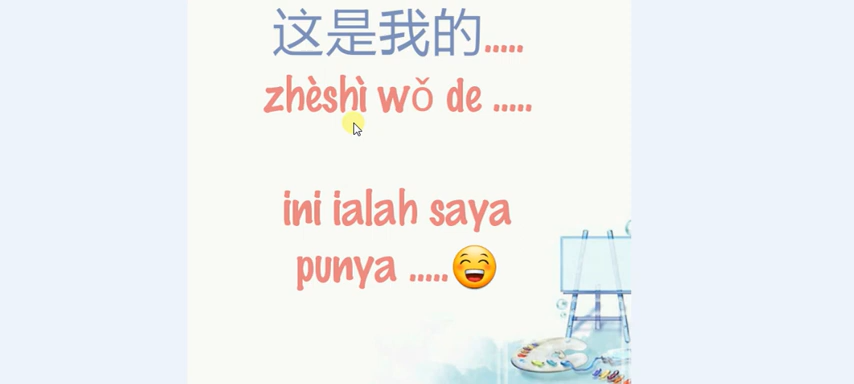 这是我的.....
zhèshì wǒ de .....
ini ialah saya
punya .....😁